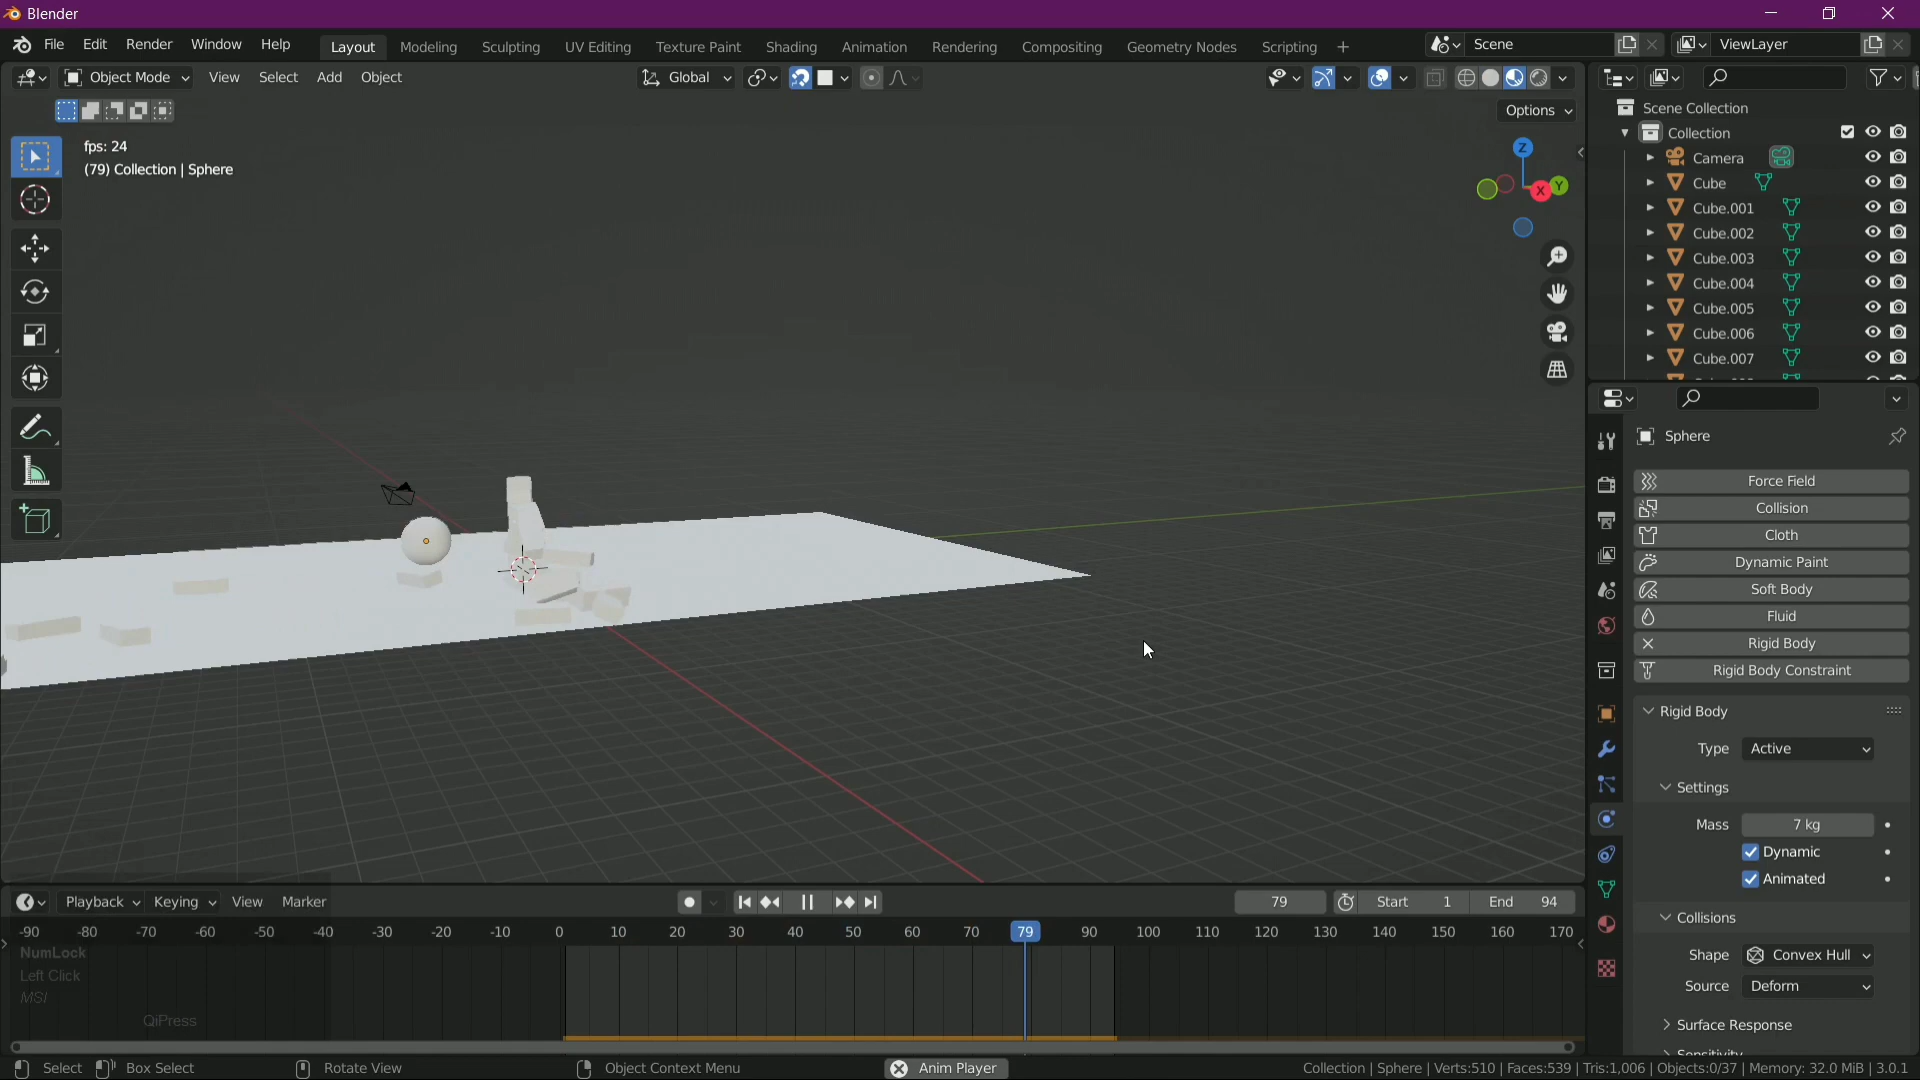 Blender
File Edit Render Window Help Layout Modeling Sculpting UV Editing Texture Paint Shading Animation Rendering Compositing Geometry Nodes Scripting + Scene ViewLayer
Object Mode View Select Add Object Global
Options
fps: 24
(79) Collection | Sphere
Z
X
Y
Scene Collection
Collection
Camera
Cube
Cube.001
Cube.002
Cube.003
Cube.004
Cube.005
Cube.006
Cube.007
Sphere
Force Field
Collision
Cloth
Dynamic Paint
Soft Body
Fluid
Rigid Body
Rigid Body Constraint
Rigid Body
Type Active
Settings
Mass 7 kg
Dynamic
Animated
Collisions
Shape Convex Hull
Source Deform
Surface Response
Sensitivity
Playback Keying View Marker 79 Start 1 End 94
-90 -80 -70 -60 -50 -40 -30 -20 -10 0 10 20 30 40 50 60 70 79 90 100 110 120 130 140 150 160 170
NumLock
Left Click
MSI
QiPress
Select Box Select Rotate View Object Context Menu Anim Player Collection | Sphere | Verts:510 | Faces:539 | Tris:1,006 | Objects:0/37 | Memory: 32.0 MiB | 3.0.1